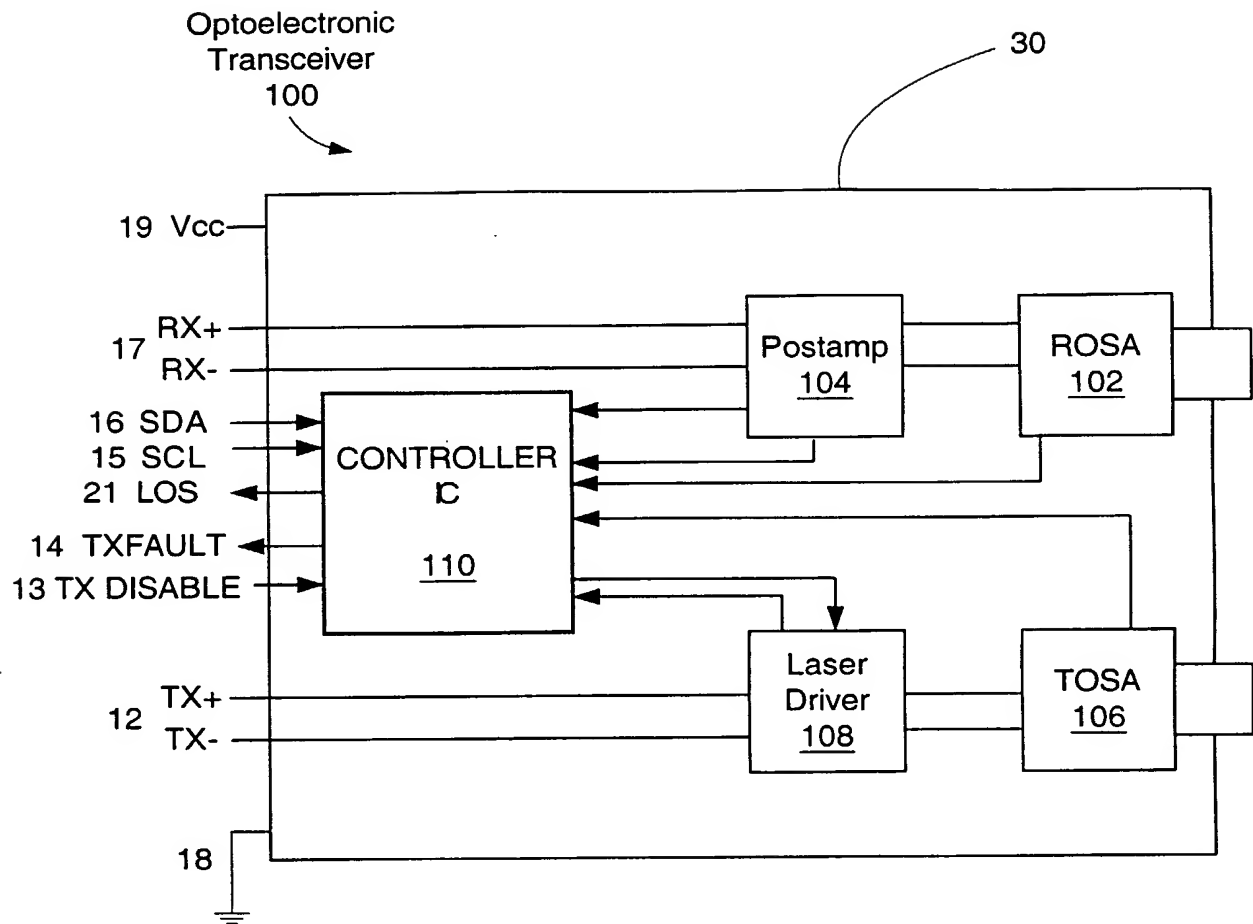 Optoelectronic
Transceiver
100
30
19 Vcc
RX+
17
RX-
Postamp
104
ROSA
102
16 SDA
15 SCL
21 LOS
14 TXFAULT
13 TX DISABLE
CONTROLLER
IC
110
TX+
12
TX-
Laser
Driver
108
TOSA
106
18